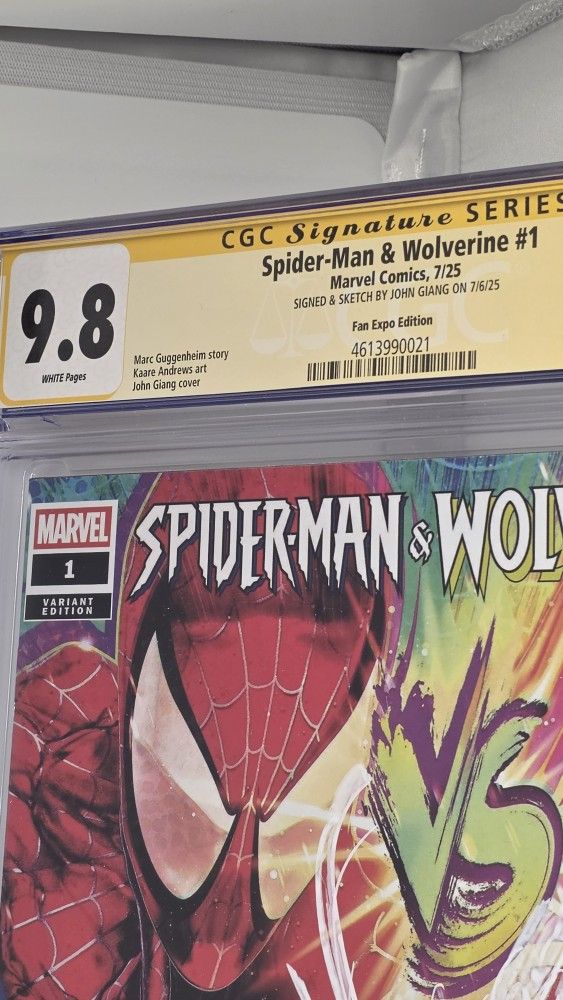 CGC Signature SERIES
Spider-Man & Wolverine #1
Marvel Comics, 7/25
SIGNED & SKETCH BY JOHN GIANG ON 7/6/25
Fan Expo Edition
4613990021
9.8
WHITE Pages
Marc Guggenheim story
Kaare Andrews art
John Giang cover
MARVEL
1
VARIANT
EDITION
SPIDER-MAN & WOLV
VS